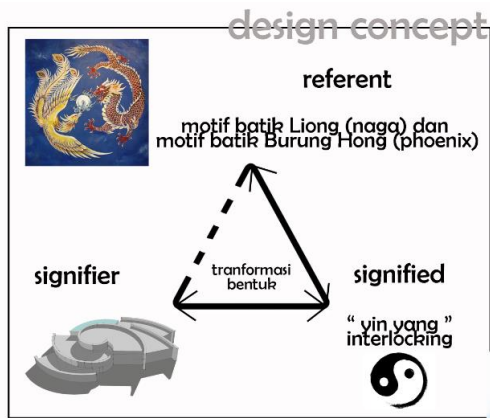 design concept
referent
motif batik Liong (naga) dan
motif batik Burung Hong (phoenix)
tranformasi
bentuk
signifier
signified
“ yin yang ”
interlocking